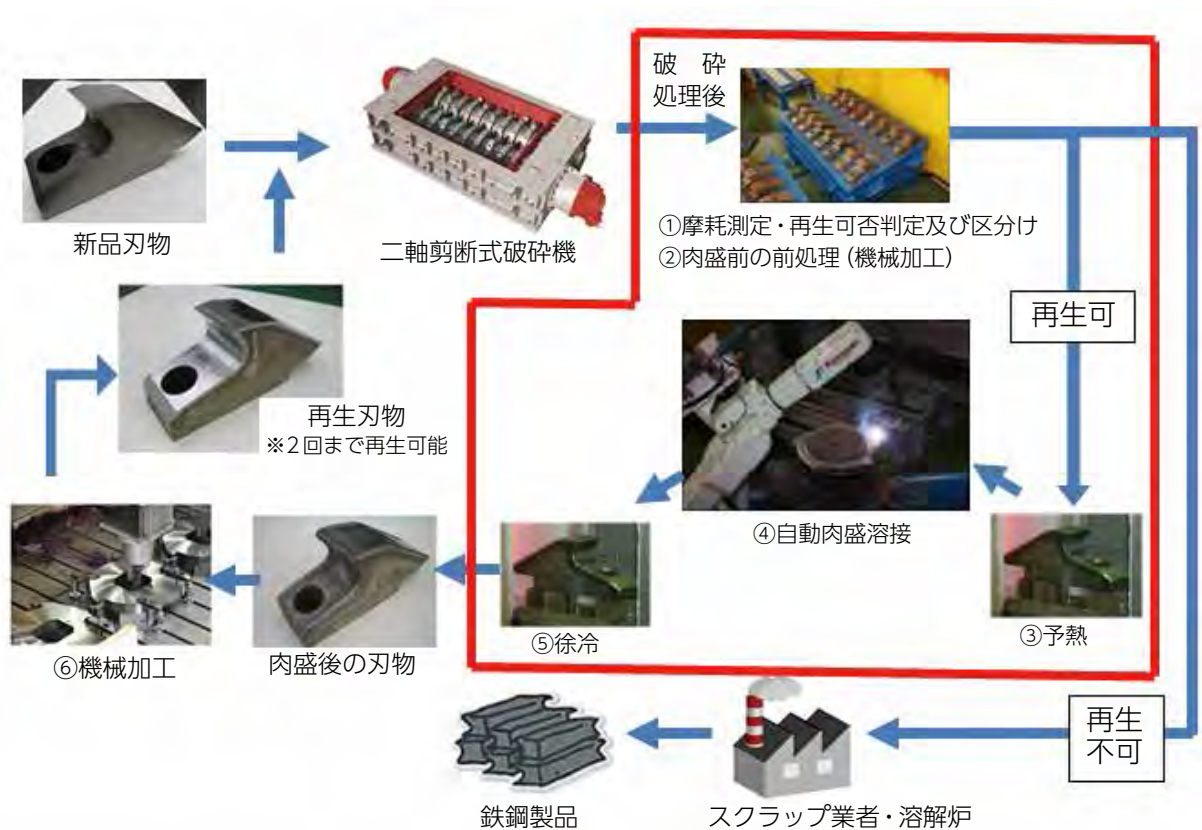 新品刃物
二軸剪断式破砕機
破 砕
処理後
①摩耗測定・再生可否判定及び区分け
②肉盛前の前処理（機械加工）
再生可
再生刃物
※2回まで再生可能
④自動肉盛溶接
③予熱
⑤徐冷
肉盛後の刃物
⑥機械加工
再生
不可
鉄鋼製品
スクラップ業者・溶解炉